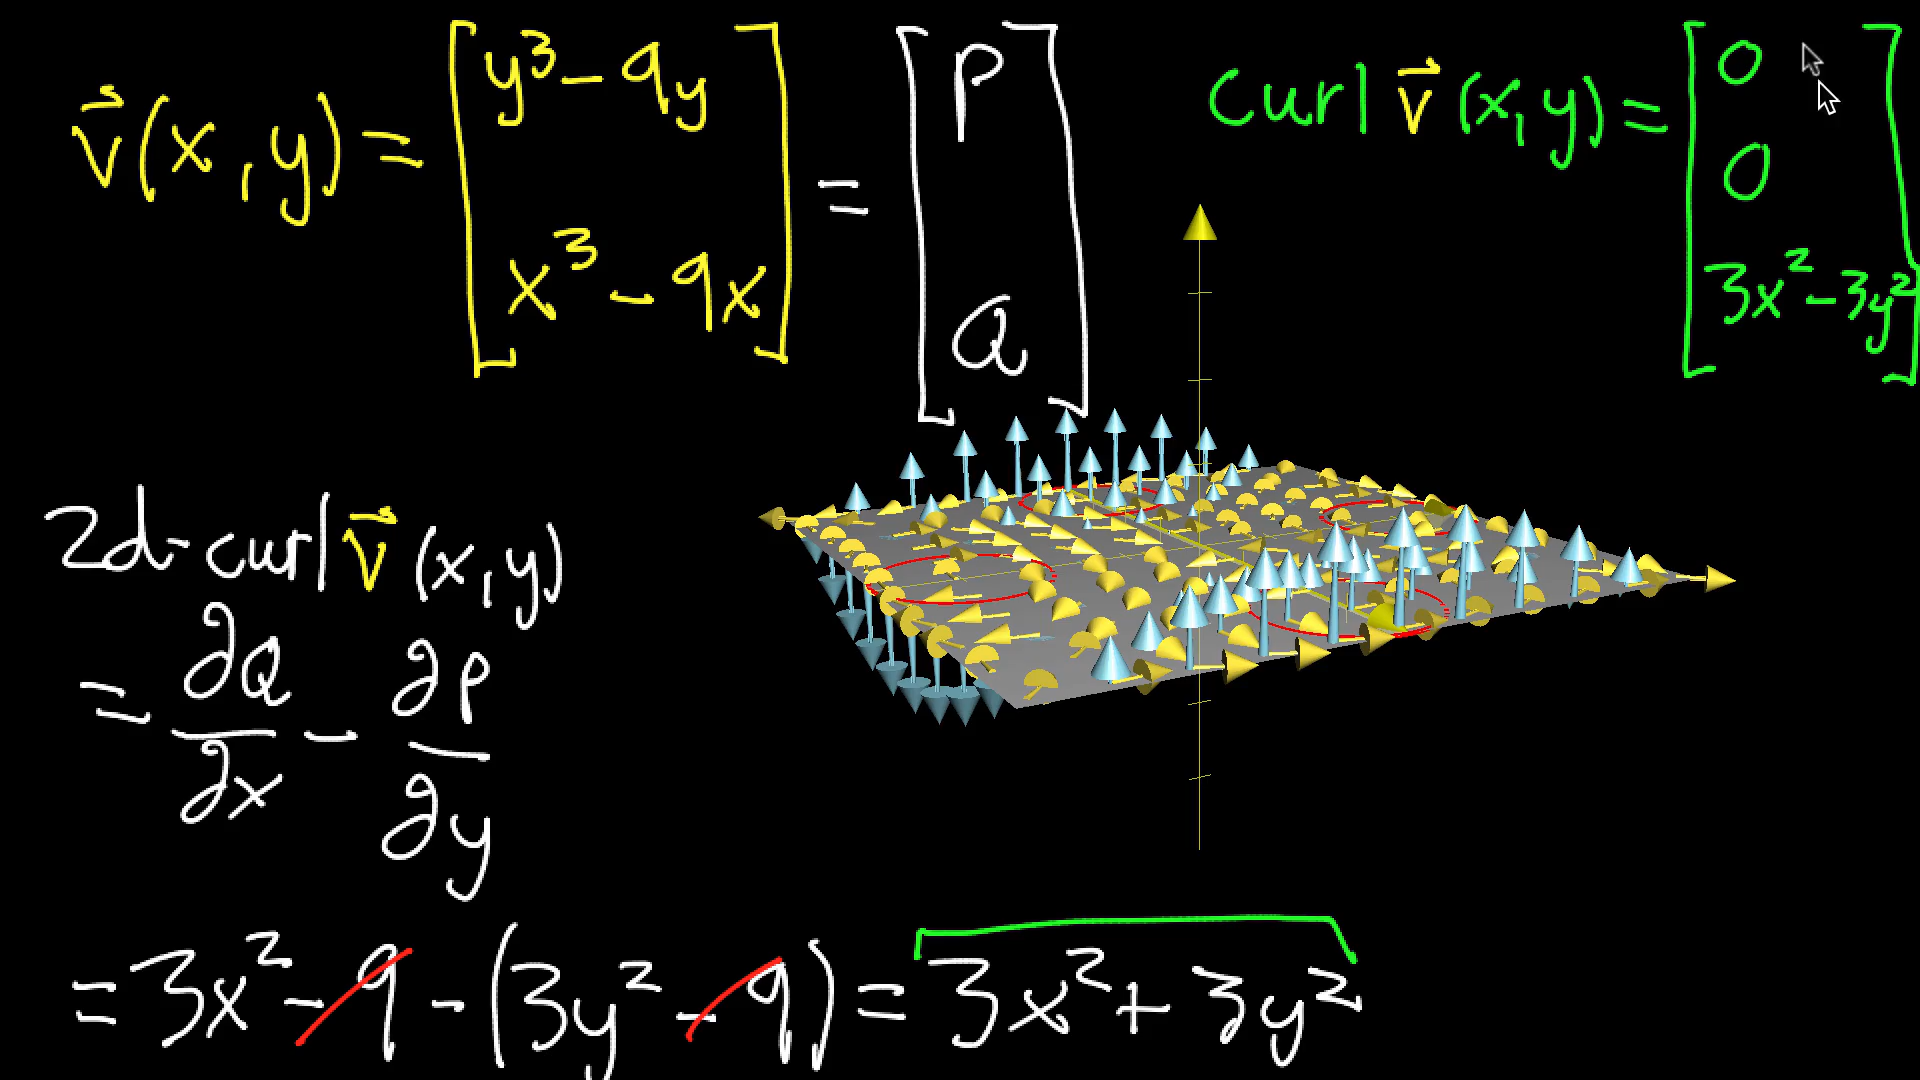 v⃗(x,y) = [y³ - 9y
x³ - 9x] = [P
Q]
curl v⃗(x,y) = [0
0
3x² - 3y²]
2d-curl v⃗(x,y)
= ∂Q/∂x - ∂P/∂y
= 3x² - 9 - (3y² - 9) = 3x² + 3y²